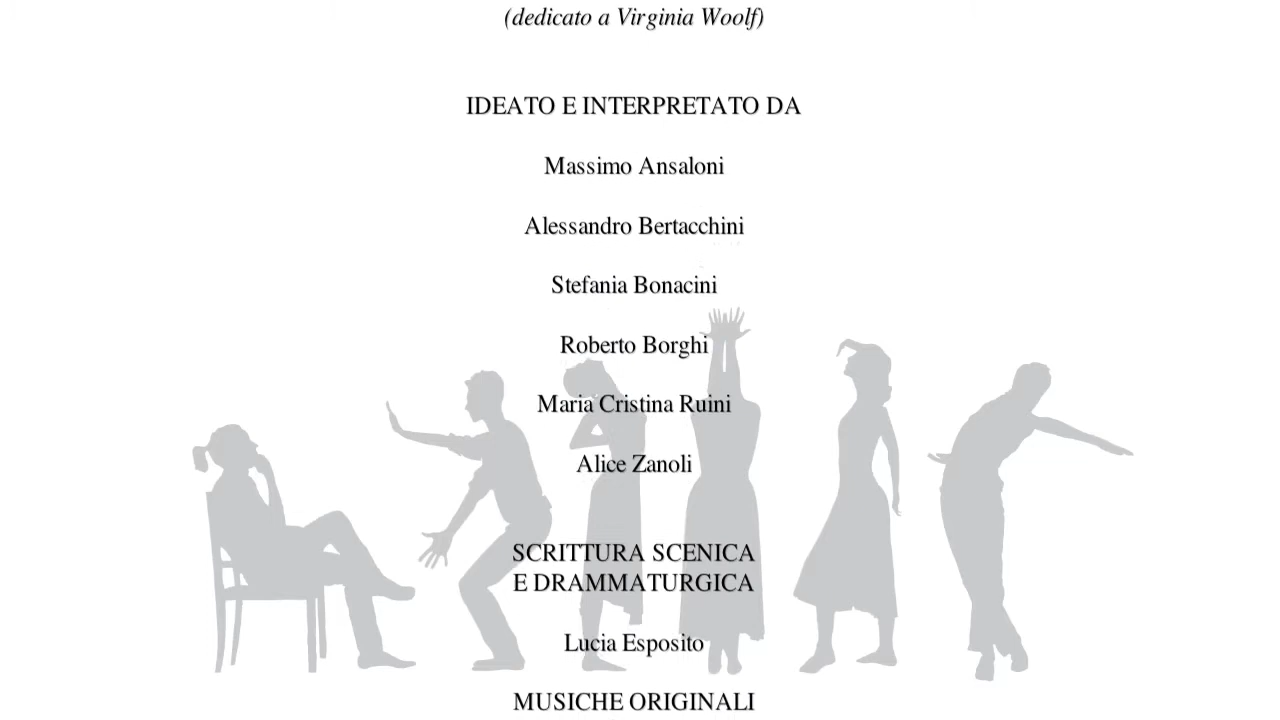 (dedicato a Virginia Woolf)
IDEATO E INTERPRETATO DA
Massimo Ansaloni
Alessandro Bertacchini
Stefania Bonacini
Roberto Borghi
Maria Cristina Ruini
Alice Zanoli
SCRITTURA SCENICA
E DRAMMATURGICA
Lucia Esposito
MUSICHE ORIGINALI